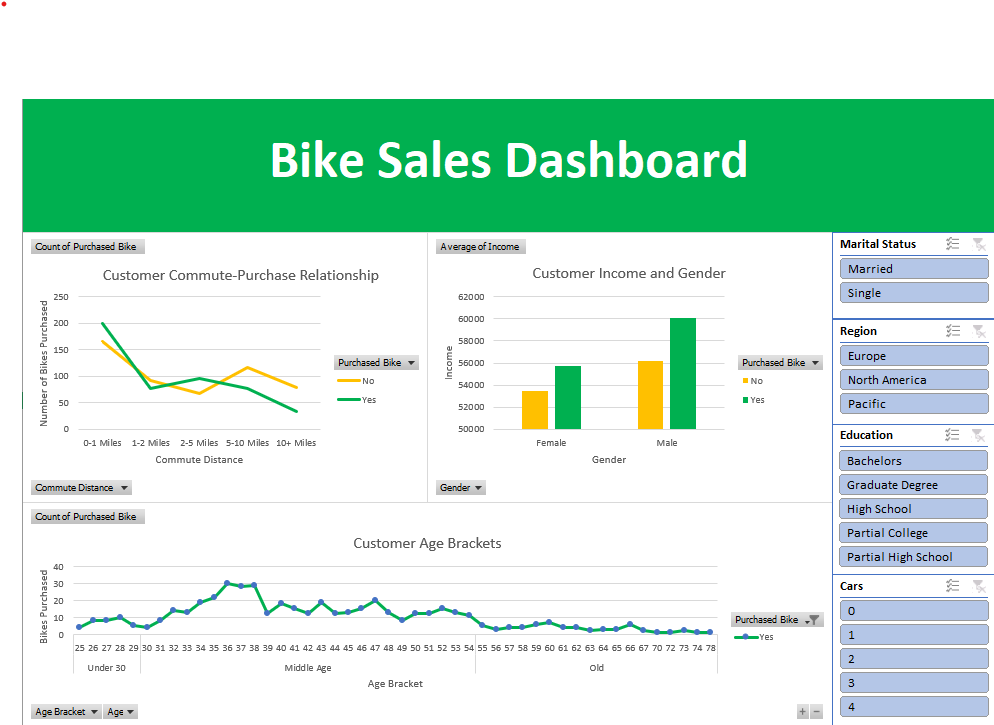 Bike Sales Dashboard
Count of Purchased Bike
Customer Commute-Purchase Relationship
Number of Bikes Purchased
250
200
150
100
50
0
0-1 Miles 1-2 Miles 2-5 Miles 5-10 Miles 10+ Miles
Commute Distance
Purchased Bike
No
Yes
Commute Distance
Average of Income
Customer Income and Gender
Income
62000
60000
58000
56000
54000
52000
50000
Female Male
Gender
Purchased Bike
No
Yes
Gender
Count of Purchased Bike
Customer Age Brackets
Bikes Purchased
40
30
20
10
0
25 26 27 28 29 30 31 32 33 34 35 36 37 38 39 40 41 42 43 44 45 46 47 48 49 50 51 52 53 54 55 56 57 58 59 60 62 63 64 65 66 67 70 71 72 73 74 78
Under 30 Middle Age Old
Age Bracket
Purchased Bike
Yes
Age Bracket Age
Marital Status
Married
Single
Region
Europe
North America
Pacific
Education
Bachelors
Graduate Degree
High School
Partial College
Partial High School
Cars
0
1
2
3
4